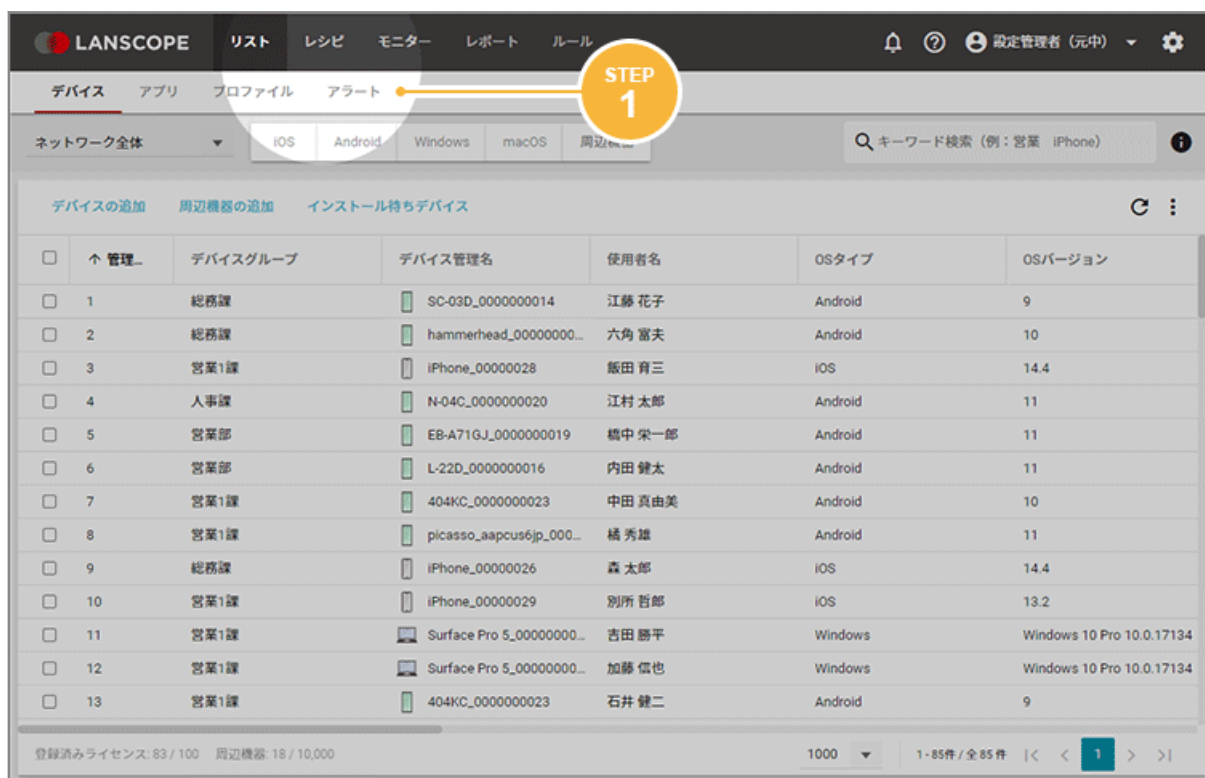 LANSCOPE リスト レシピ モニター レポート ルール 設定管理者（元中）
デバイス アプリ プロファイル アラート STEP 1
ネットワーク全体 iOS Android Windows macOS 周辺機器 キーワード検索（例：営業 iPhone）
デバイスの追加 周辺機器の追加 インストール待ちデバイス
↑ 管理… デバイスグループ デバイス管理名 使用者名 OSタイプ OSバージョン
1 総務課 SC-03D_0000000014 江藤 花子 Android 9
2 総務課 hammerhead_00000000... 六角 富夫 Android 10
3 営業1課 iPhone_00000028 飯田 育三 iOS 14.4
4 人事課 N-04C_0000000020 江村 太郎 Android 11
5 営業部 EB-A71GJ_0000000019 橋中 栄一郎 Android 11
6 営業部 L-22D_0000000016 内田 健太 Android 11
7 営業1課 404KC_0000000023 中田 真由美 Android 10
8 営業1課 picasso_aapcus6jp_000... 橘 秀雄 Android 11
9 総務課 iPhone_00000026 森 太郎 iOS 14.4
10 営業1課 iPhone_00000029 別所 哲郎 iOS 13.2
11 営業1課 Surface Pro 5_00000000... 吉田 勝平 Windows Windows 10 Pro 10.0.17134
12 営業1課 Surface Pro 5_00000000... 加藤 信也 Windows Windows 10 Pro 10.0.17134
13 営業1課 404KC_0000000023 石井 健二 Android 9
登録済みライセンス: 83 / 100 周辺機器: 18 / 10,000 1000 1 - 85件 / 全 85 件 |< < 1 > >|